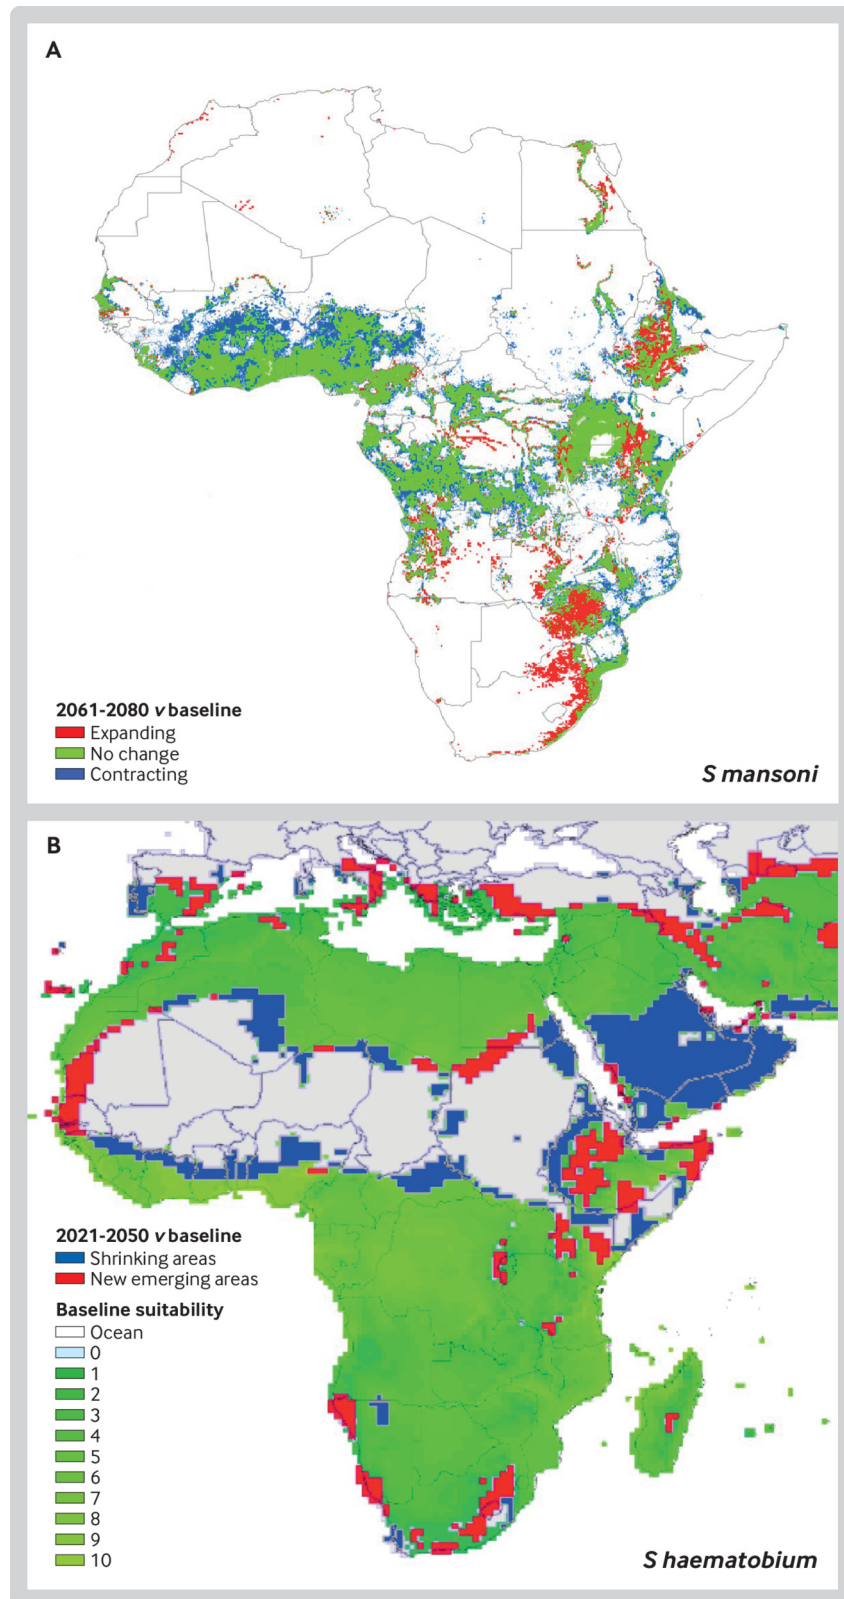 A
2061-2080 v baseline
Expanding
No change
Contracting
S mansoni
B
2021-2050 v baseline
Shrinking areas
New emerging areas
Baseline suitability
Ocean
0
1
2
3
4
5
6
7
8
9
10
S haematobium